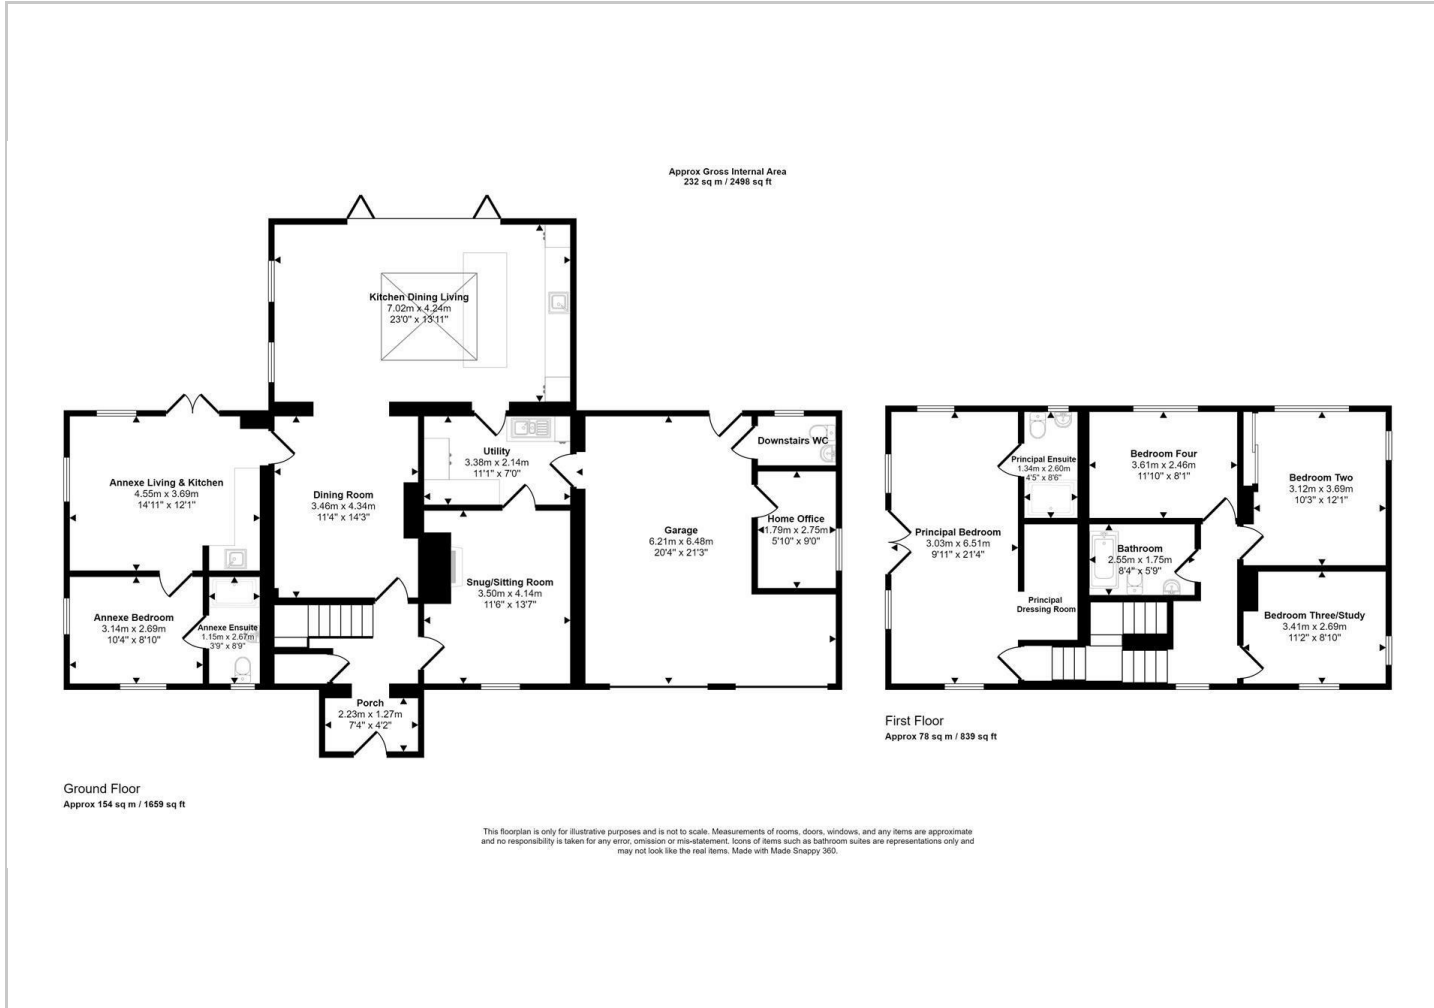 Approx Gross Internal Area
232 sq m / 2498 sq ft
Kitchen Dining Living
7.02m x 4.24m
23'0" x 13'11"
Annexe Living & Kitchen
4.55m x 3.69m
14'11" x 12'1"
Dining Room
3.46m x 4.34m
11'4" x 14'3"
Utility
3.38m x 2.14m
11'1" x 7'0"
Downstairs WC
Home Office
1.79m x 2.75m
5'10" x 9'0"
Garage
6.21m x 6.48m
20'4" x 21'3"
Snug/Sitting Room
3.50m x 4.14m
11'6" x 13'7"
Annexe Bedroom
3.14m x 2.69m
10'4" x 8'10"
Annexe Ensuite
1.15m x 2.67m
3'9" x 8'9"
Porch
2.23m x 1.27m
7'4" x 4'2"
Ground Floor
Approx 154 sq m / 1659 sq ft
Principal Ensuite
1.34m x 2.60m
4'5" x 8'6"
Bedroom Four
3.61m x 2.46m
11'10" x 8'1"
Bedroom Two
3.12m x 3.69m
10'3" x 12'1"
Principal Bedroom
3.03m x 6.51m
9'11" x 21'4"
Bathroom
2.55m x 1.75m
8'4" x 5'9"
Principal
Dressing Room
Bedroom Three/Study
3.41m x 2.69m
11'2" x 8'10"
First Floor
Approx 78 sq m / 839 sq ft
This floorplan is only for illustrative purposes and is not to scale. Measurements of rooms, doors, windows, and any items are approximate
and no responsibility is taken for any error, omission or mis-statement. Icons of items such as bathroom suites are representations only and
may not look like the real items. Made with Made Snappy 360.